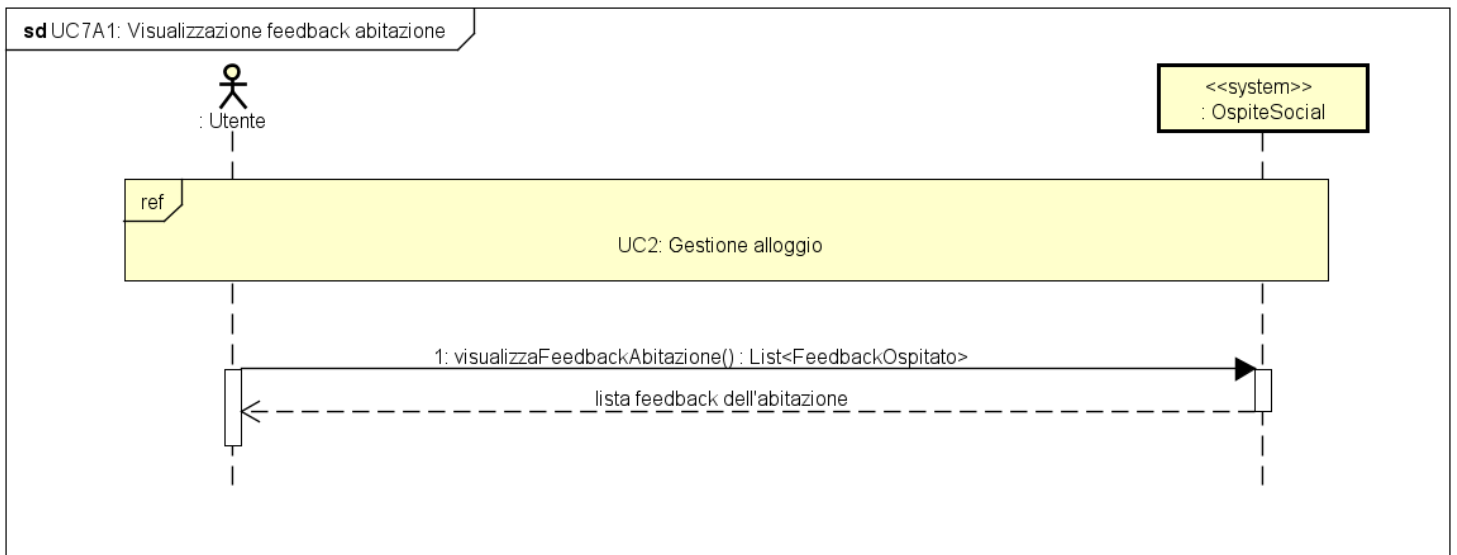 sd UC7A1: Visualizzazione feedback abitazione
: Utente
<<system>>
: OspiteSocial
ref
UC2: Gestione alloggio
1: visualizzaFeedbackAbitazione() : List<FeedbackOspitato>
lista feedback dell'abitazione